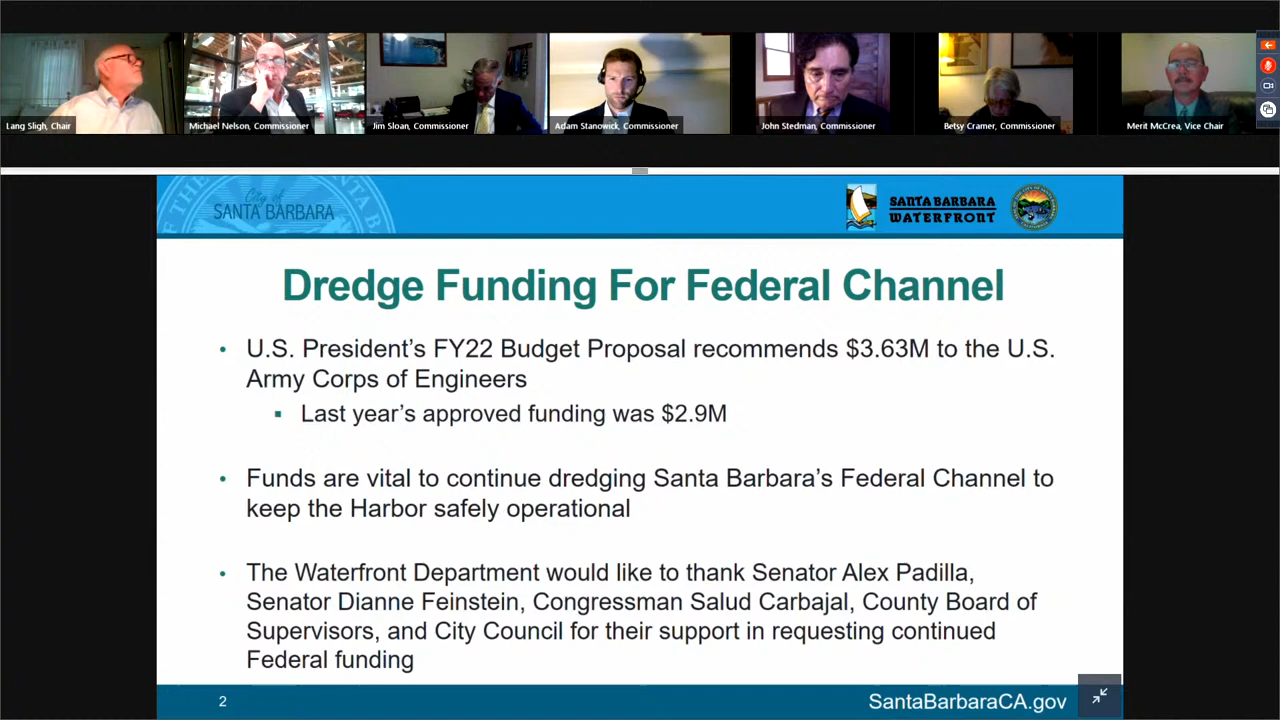 Lang Sligh, Chair
Michael Nelson, Commissioner
Jim Sloan, Commissioner
Adam Stanowick, Commissioner
John Stedman, Commissioner
Betsy Cramer, Commissioner
Merit McCrea, Vice Chair
City of
SANTA BARBARA
SANTA BARBARA
WATERFRONT
Dredge Funding For Federal Channel
• U.S. President's FY22 Budget Proposal recommends $3.63M to the U.S.
Army Corps of Engineers
▪ Last year's approved funding was $2.9M
• Funds are vital to continue dredging Santa Barbara's Federal Channel to
keep the Harbor safely operational
• The Waterfront Department would like to thank Senator Alex Padilla,
Senator Dianne Feinstein, Congressman Salud Carbajal, County Board of
Supervisors, and City Council for their support in requesting continued
Federal funding
2
SantaBarbaraCA.gov